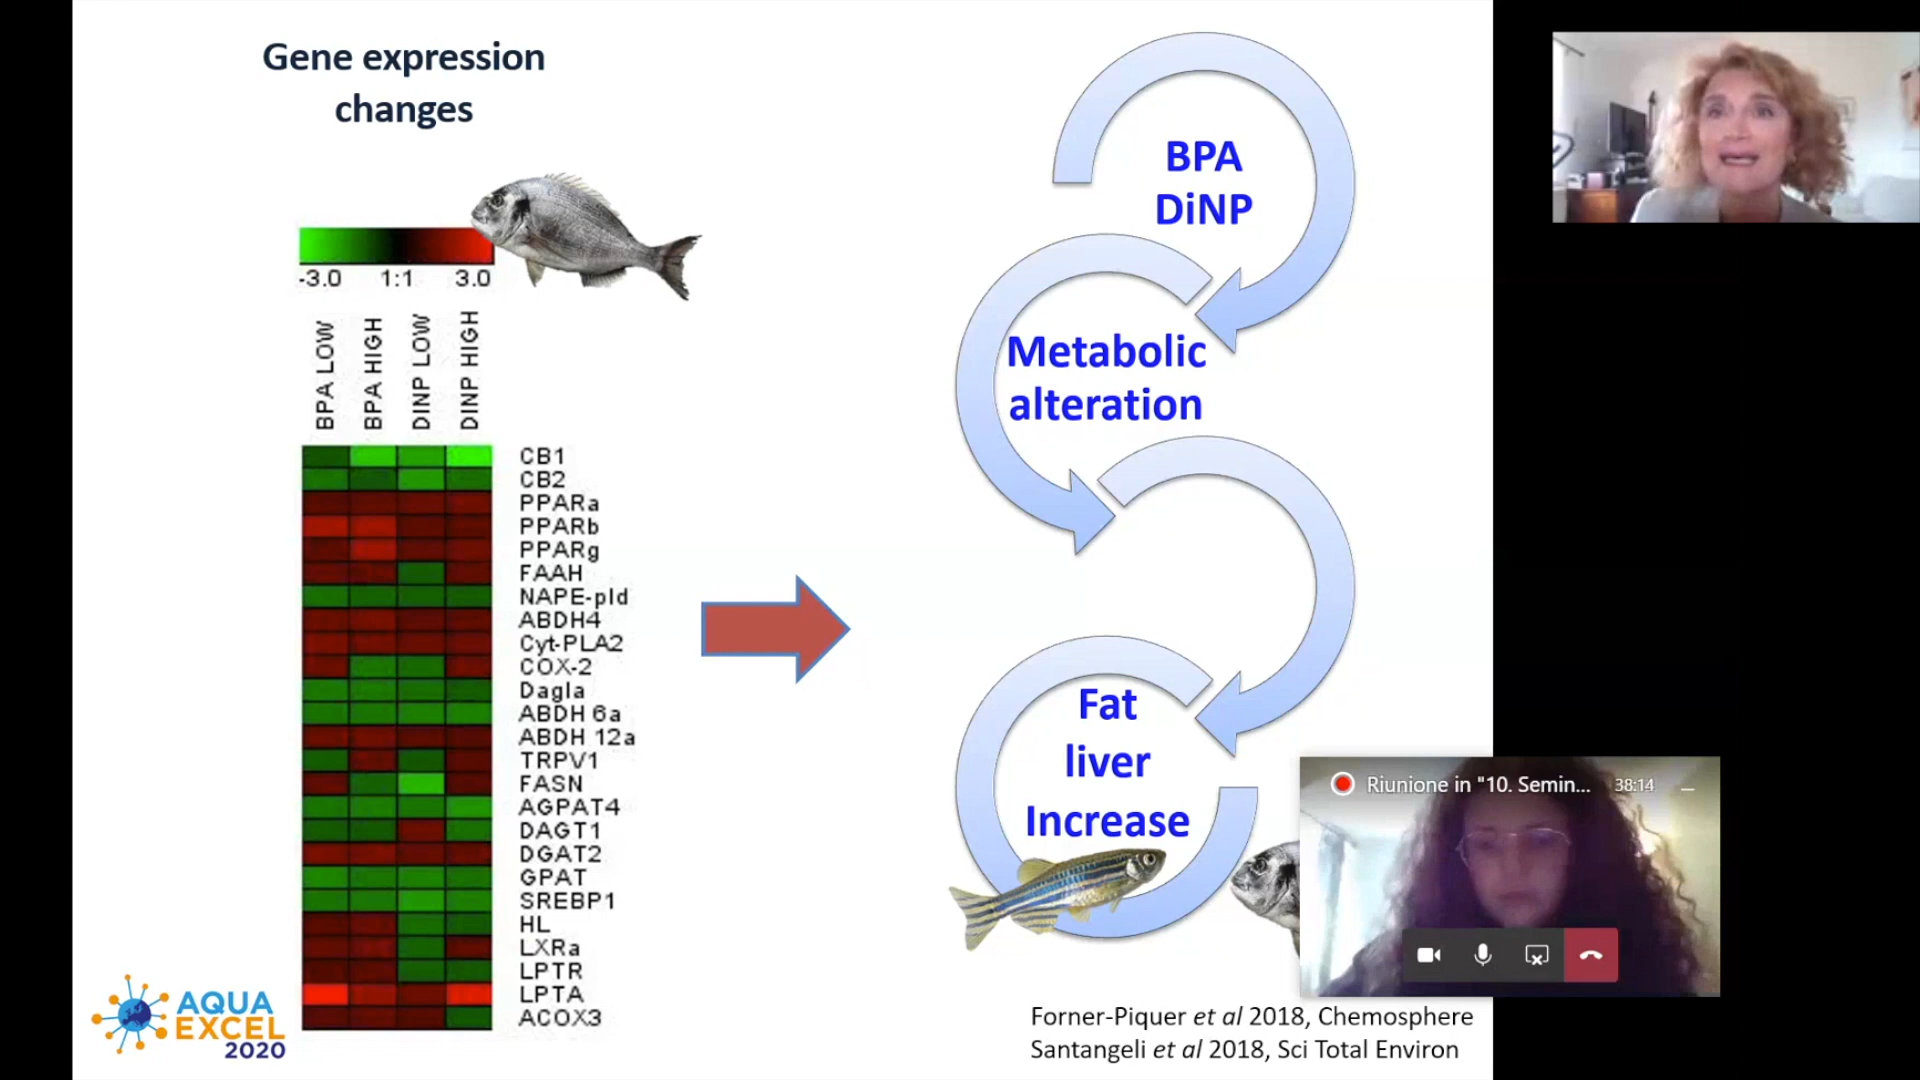 Gene expression
changes
-3.0 1:1 3.0
BPA LOW
BPA HIGH
DINP LOW
DINP HIGH
CB1
CB2
PPARa
PPARb
PPARg
FAAH
NAPE-pld
ABDH4
Cyt-PLA2
COX-2
Dagla
ABDH 6a
ABDH 12a
TRPV1
FASN
AGPAT4
DAGT1
DGAT2
GPAT
SREBP1
HL
LXRa
LPTR
LPTA
ACOX3
BPA
DiNP
Metabolic
alteration
Fat
liver
Increase
Riunione in "10. Semin... 38:14
AQUA
EXCEL
2020
Forner-Piquer et al 2018, Chemosphere
Santangeli et al 2018, Sci Total Environ